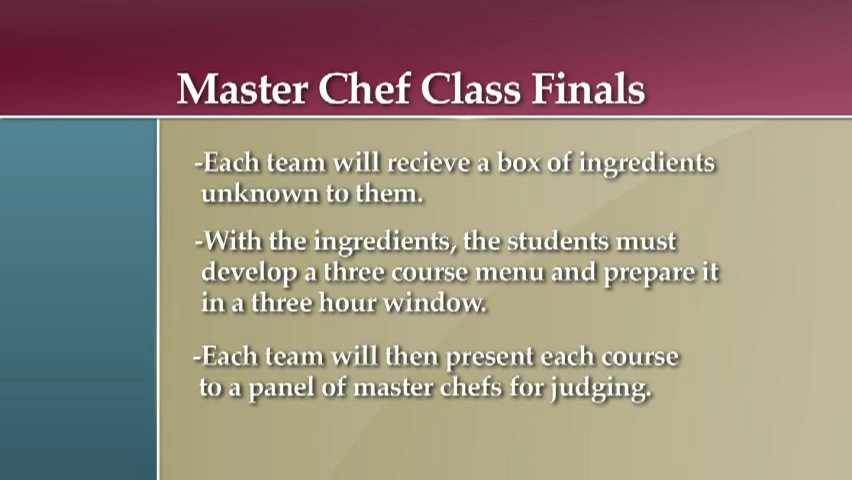 Master Chef Class Finals
-Each team will recieve a box of ingredients
unknown to them.
-With the ingredients, the students must
develop a three course menu and prepare it
in a three hour window.
-Each team will then present each course
to a panel of master chefs for judging.